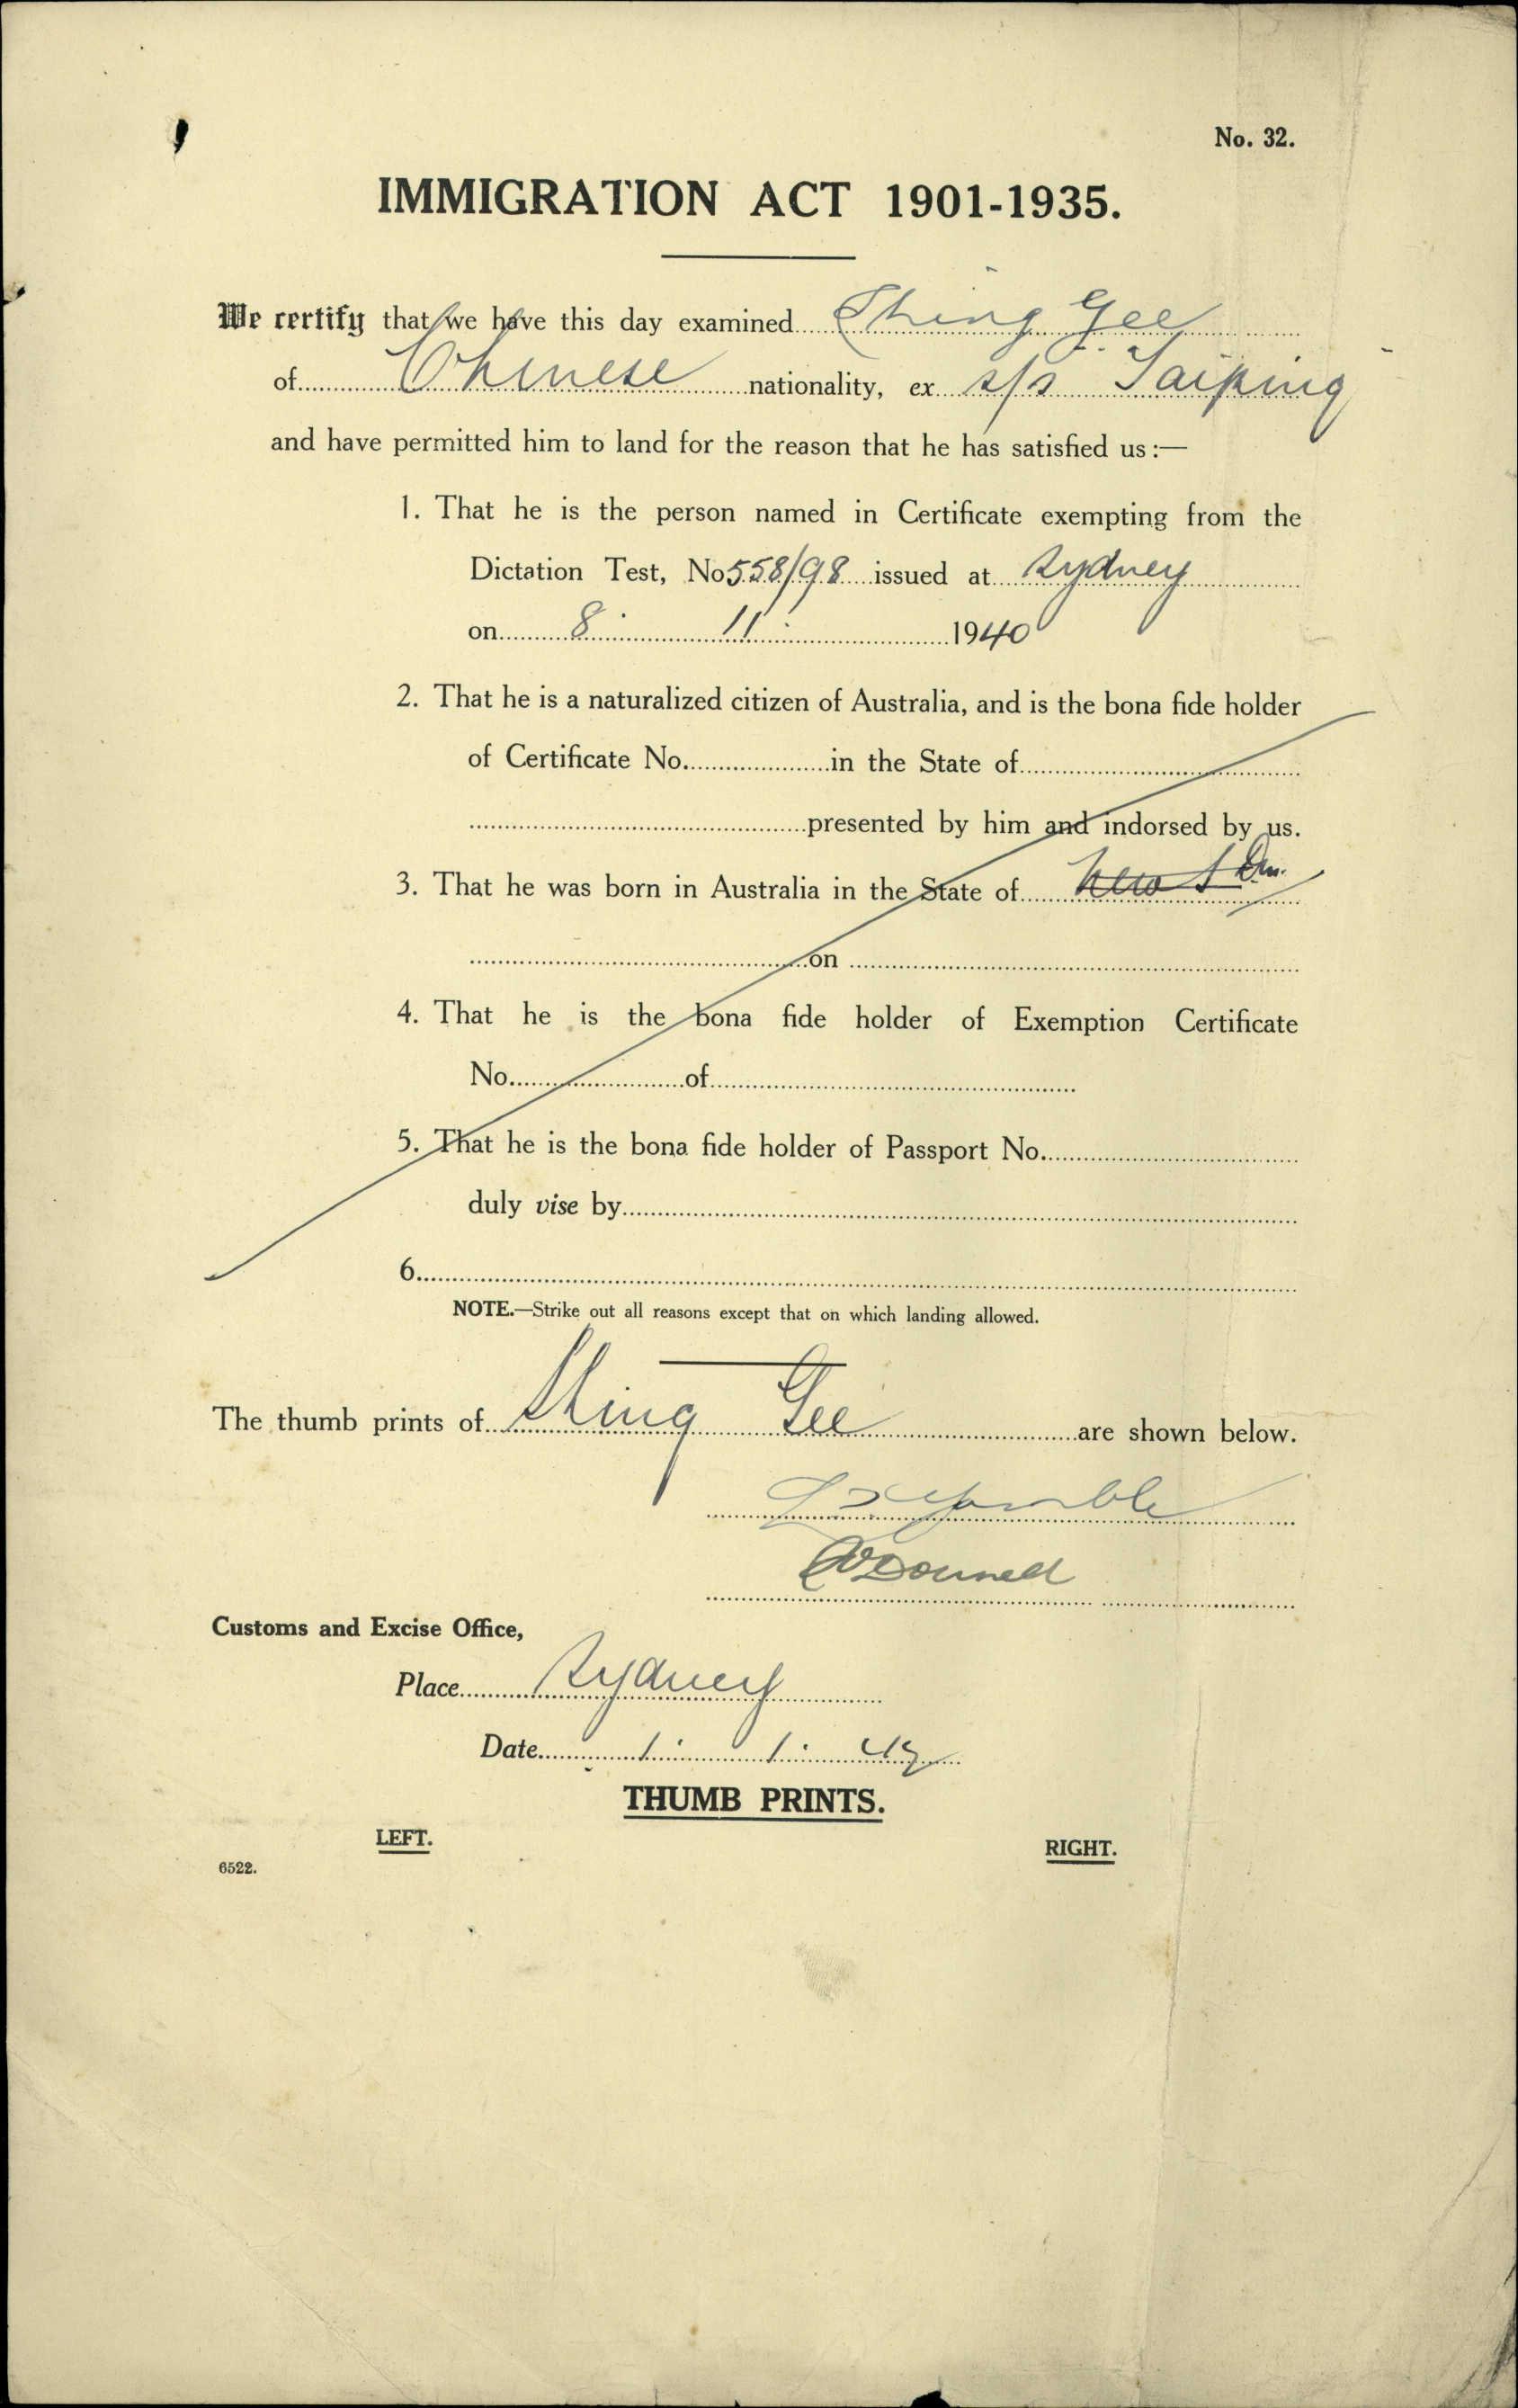 No. 32.
IMMIGRATION ACT 1901-1935.
We certify that we have this day examined Shing Gee
of Chinese nationality, ex s/s Taiping
and have permitted him to land for the reason that he has satisfied us :—
1. That he is the person named in Certificate exempting from the
Dictation Test, No 558/98 issued at Sydney
on 8 . 11 . 1940
2. That he is a naturalized citizen of Australia, and is the bona fide holder
of Certificate No. in the State of
presented by him and indorsed by us.
3. That he was born in Australia in the State of New S
on
4. That he is the bona fide holder of Exemption Certificate
No. of
5. That he is the bona fide holder of Passport No.
duly vise by
6.
NOTE.—Strike out all reasons except that on which landing allowed.
The thumb prints of Shing Gee are shown below.
Customs and Excise Office,
Place Sydney
Date 1 . 1 .
THUMB PRINTS.
LEFT. RIGHT.
6522.